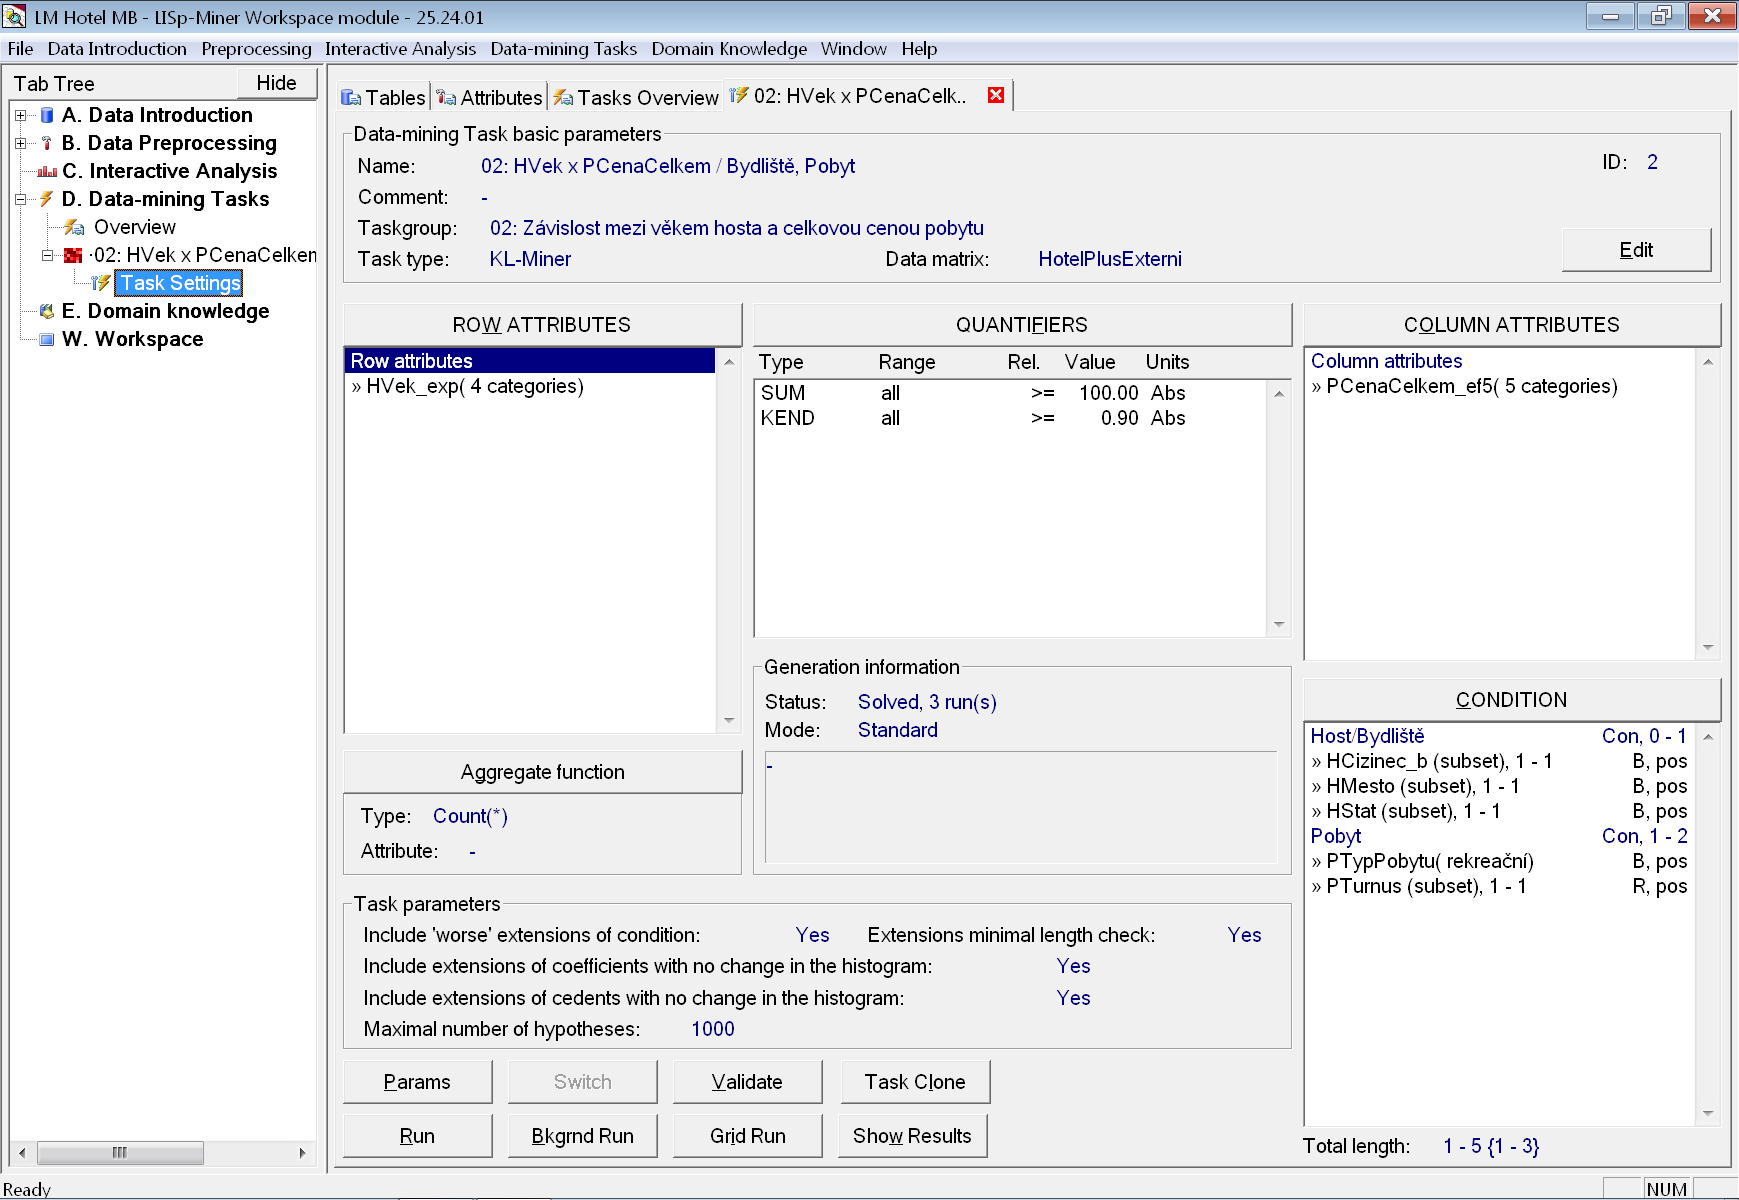 LM Hotel MB - LISp-Miner Workspace module - 25.24.01
File Data Introduction Preprocessing Interactive Analysis Data-mining Tasks Domain Knowledge Window Help
Tab Tree Hide
A. Data Introduction
B. Data Preprocessing
C. Interactive Analysis
D. Data-mining Tasks
Overview
·02: HVek x PCenaCelken
Task Settings
E. Domain knowledge
W. Workspace
Tables Attributes Tasks Overview 02: HVek x PCenaCelk..
Data-mining Task basic parameters
Name: 02: HVek x PCenaCelkem / Bydliště, Pobyt ID: 2
Comment: -
Taskgroup: 02: Závislost mezi věkem hosta a celkovou cenou pobytu
Task type: KL-Miner Data matrix: HotelPlusExterni
Edit
ROW ATTRIBUTES
Row attributes
» HVek_exp( 4 categories)
QUANTIFIERS
Type Range Rel. Value Units
SUM all >= 100.00 Abs
KEND all >= 0.90 Abs
COLUMN ATTRIBUTES
Column attributes
» PCenaCelkem_ef5( 5 categories)
Generation information
Status: Solved, 3 run(s)
Mode: Standard
-
Aggregate function
Type: Count(*)
Attribute: -
CONDITION
Host/Bydliště Con, 0 - 1
» HCizinec_b (subset), 1 - 1 B, pos
» HMesto (subset), 1 - 1 B, pos
» HStat (subset), 1 - 1 B, pos
Pobyt Con, 1 - 2
» PTypPobytu( rekreační) B, pos
» PTurnus (subset), 1 - 1 R, pos
Total length: 1 - 5 {1 - 3}
Task parameters
Include 'worse' extensions of condition: Yes Extensions minimal length check: Yes
Include extensions of coefficients with no change in the histogram: Yes
Include extensions of cedents with no change in the histogram: Yes
Maximal number of hypotheses: 1000
Params Switch Validate Task Clone
Run Bkgrnd Run Grid Run Show Results
Ready NUM